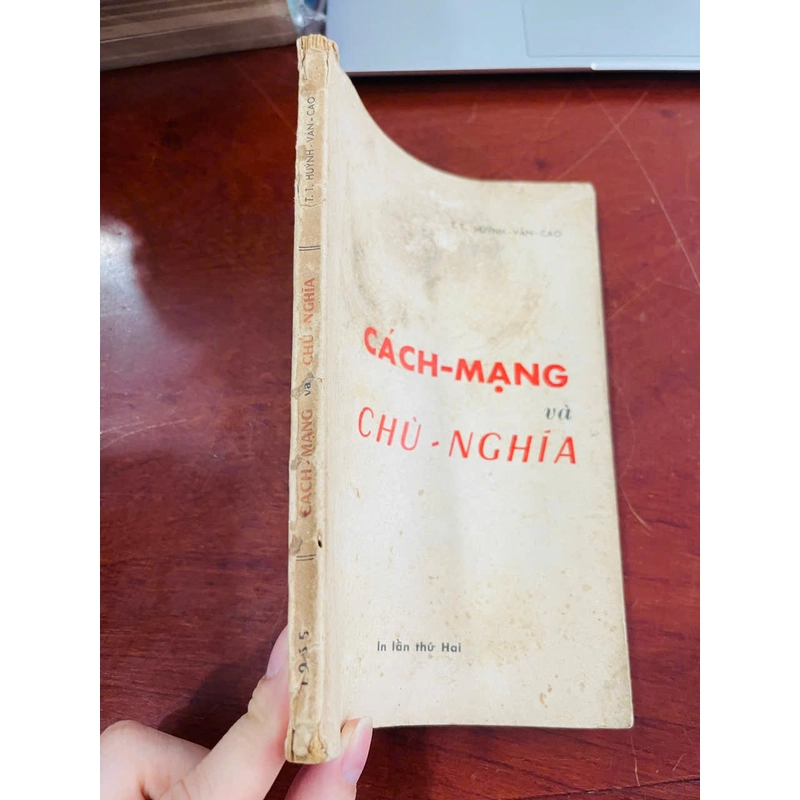 T. T. HUỲNH-VĂN-CAO
CÁCH-MẠNG
và
CHỦ-NGHĨA
In lần thứ Hai
T. T. HUỲNH-VĂN-CAO
CÁCH-MẠNG và CHỦ-NGHĨA
1955